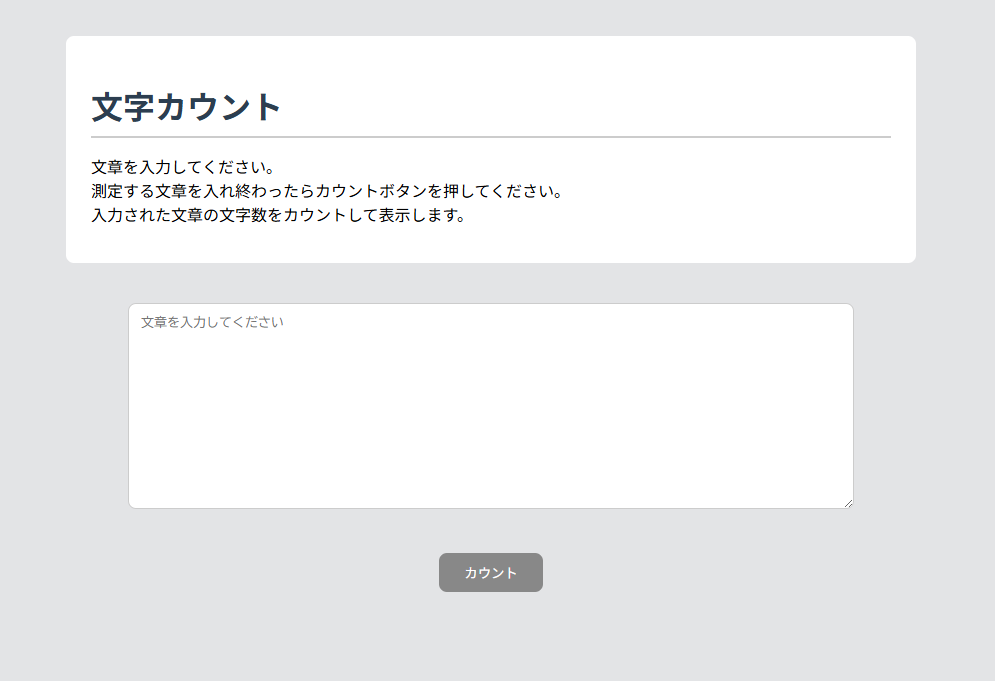 文字カウント
文章を入力してください。
測定する文章を入れ終わったらカウントボタンを押してください。
入力された文章の文字数をカウントして表示します。
文章を入力してください
カウント